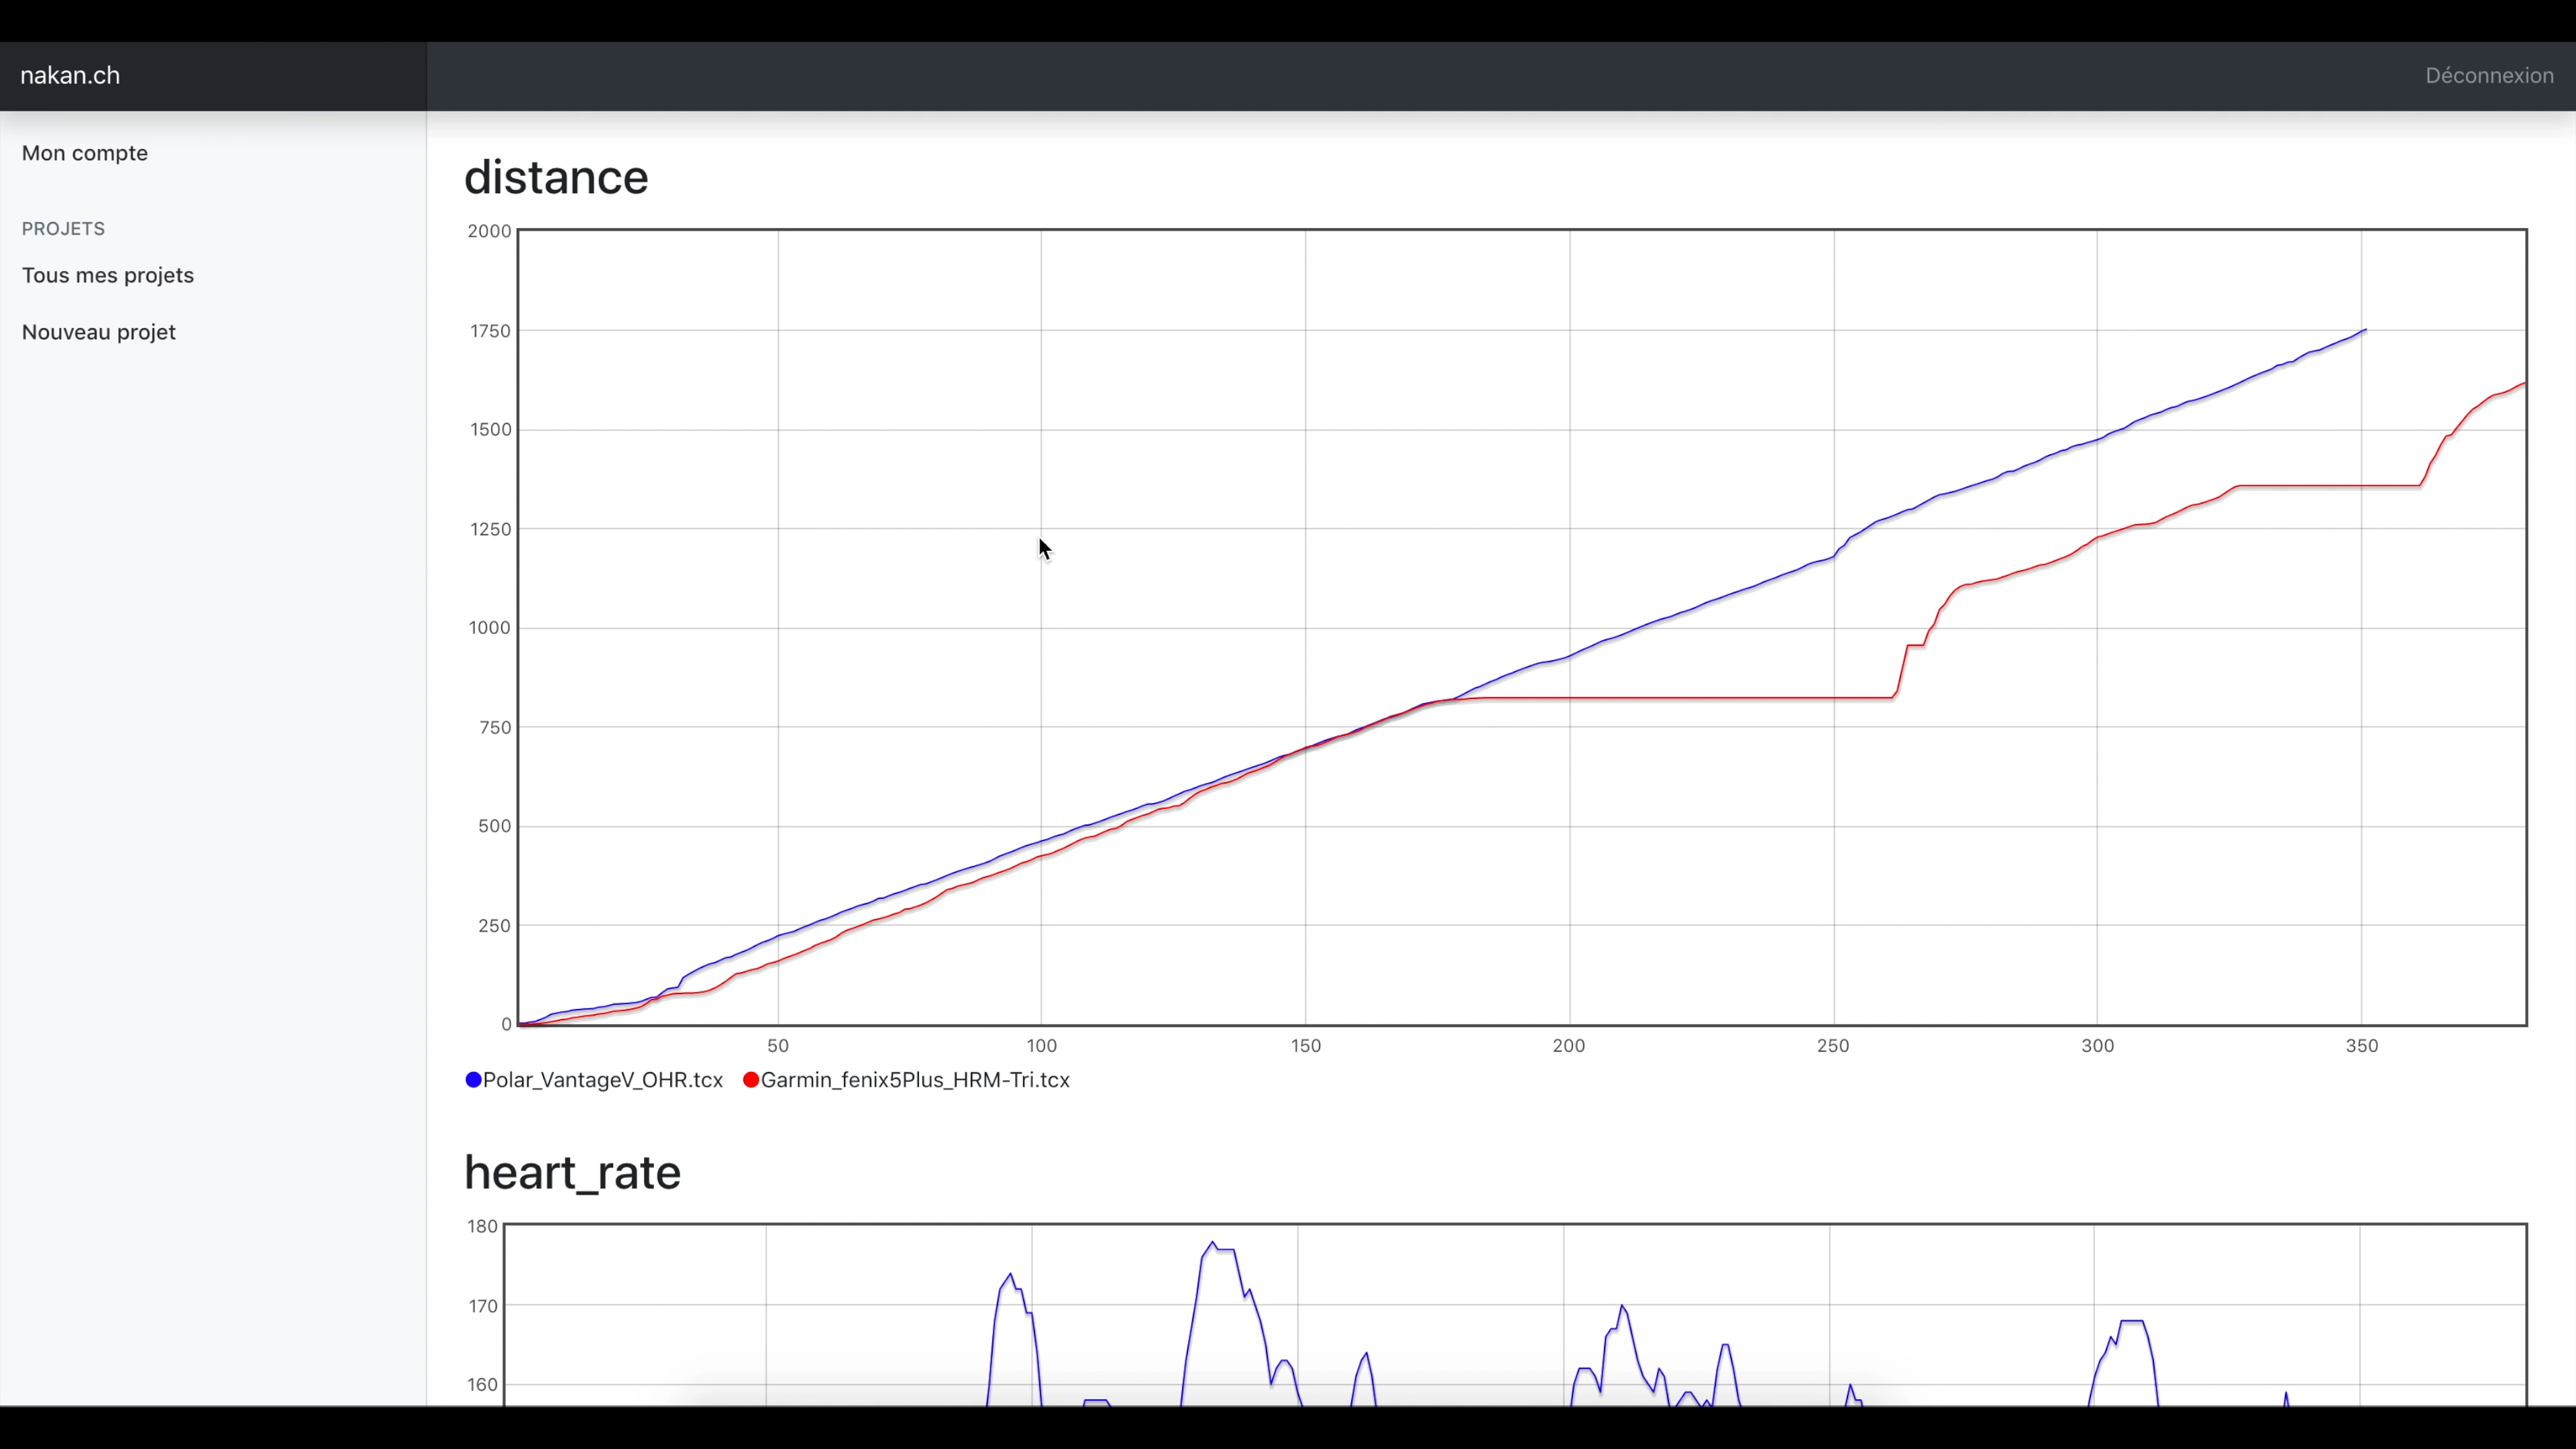 nakan.ch
Déconnexion
Mon compte
PROJETS
Tous mes projets
Nouveau projet
distance
2000
1750
1500
1250
1000
750
500
250
0
50 100 150 200 250 300 350
Polar_VantageV_OHR.tcx Garmin_fenix5Plus_HRM-Tri.tcx
heart_rate
180
170
160